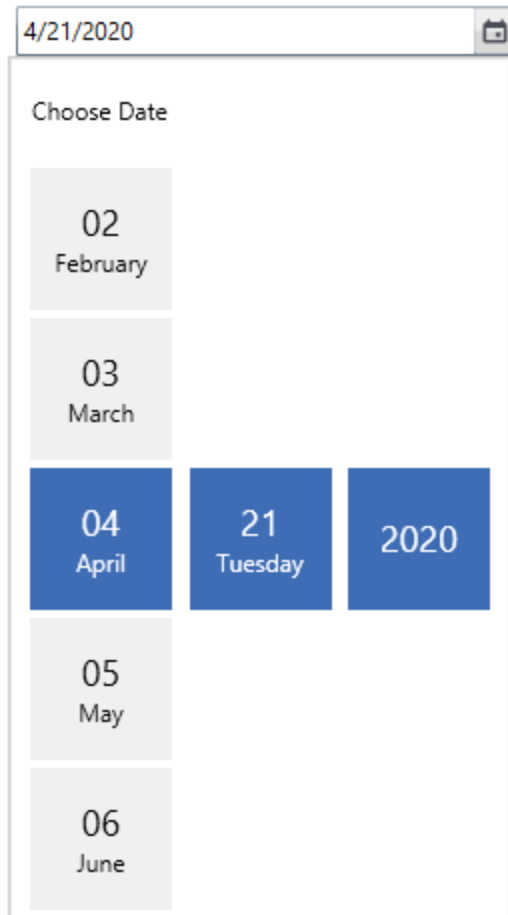 4/21/2020
Choose Date
02
February
03
March
04
April
21
Tuesday
2020
05
May
06
June